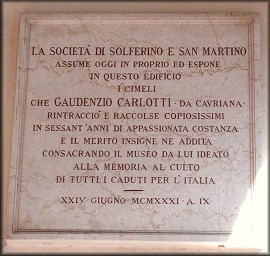 LA SOCIETÁ DI SOLFERINO E SAN MARTINO
ASSUME OGGI IN PROPRIO ED ESPONE
IN QUESTO EDIFICIO
I CIMELI
CHE GAUDENZIO CARLOTTI · DA CAVRIANA ·
RINTRACCIÒ E RACCOLSE COPIOSISSIMI
IN SESSANT'ANNI DI APPASSIONATA COSTANZA
E IL MERITO INSIGNE NE ADDITA
CONSACRANDO IL MUSEO DA LUI IDEATO
ALLA MEMORIA AL CULTO
DI TUTTI I CADUTI PER L'ITALIA
XXIV GIUGNO MCMXXXI · A. IX ·